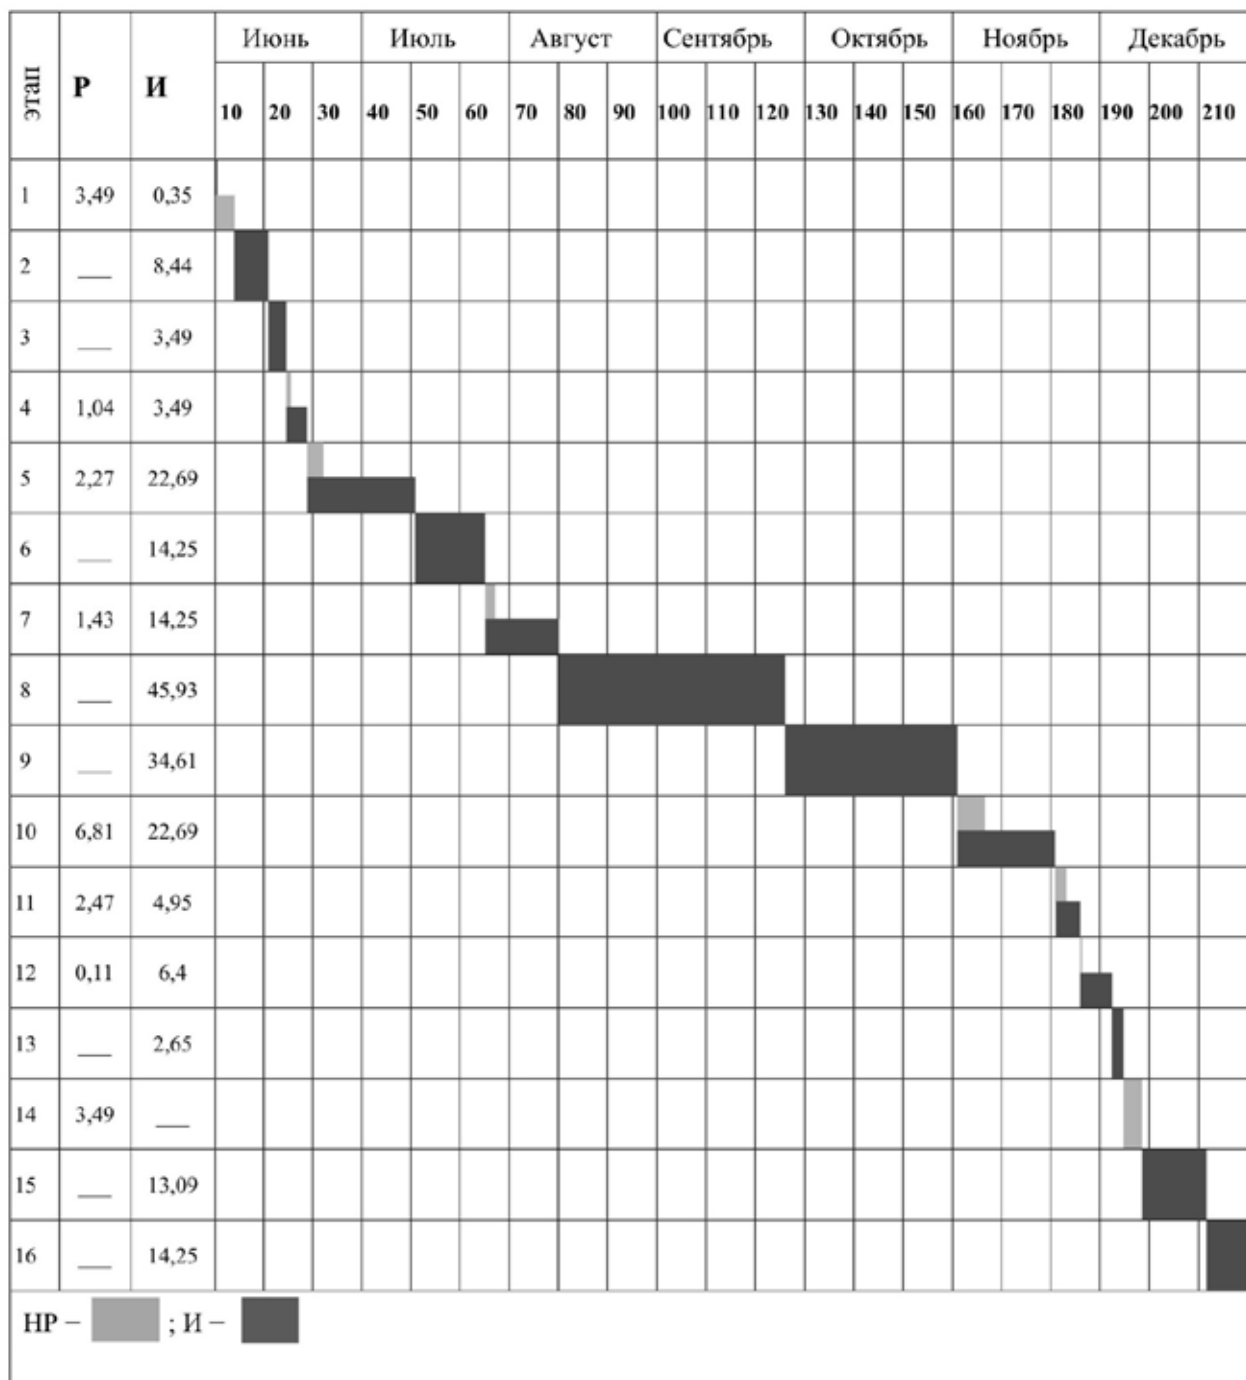 этап Р И Июнь Июль Август Сентябрь Октябрь Ноябрь Декабрь
10 20 30 40 50 60 70 80 90 100 110 120 130 140 150 160 170 180 190 200 210
1 3,49 0,35
2 ___ 8,44
3 ___ 3,49
4 1,04 3,49
5 2,27 22,69
6 ___ 14,25
7 1,43 14,25
8 ___ 45,93
9 ___ 34,61
10 6,81 22,69
11 2,47 4,95
12 0,11 6,4
13 ___ 2,65
14 3,49 ___
15 ___ 13,09
16 ___ 14,25
НР – ; И –